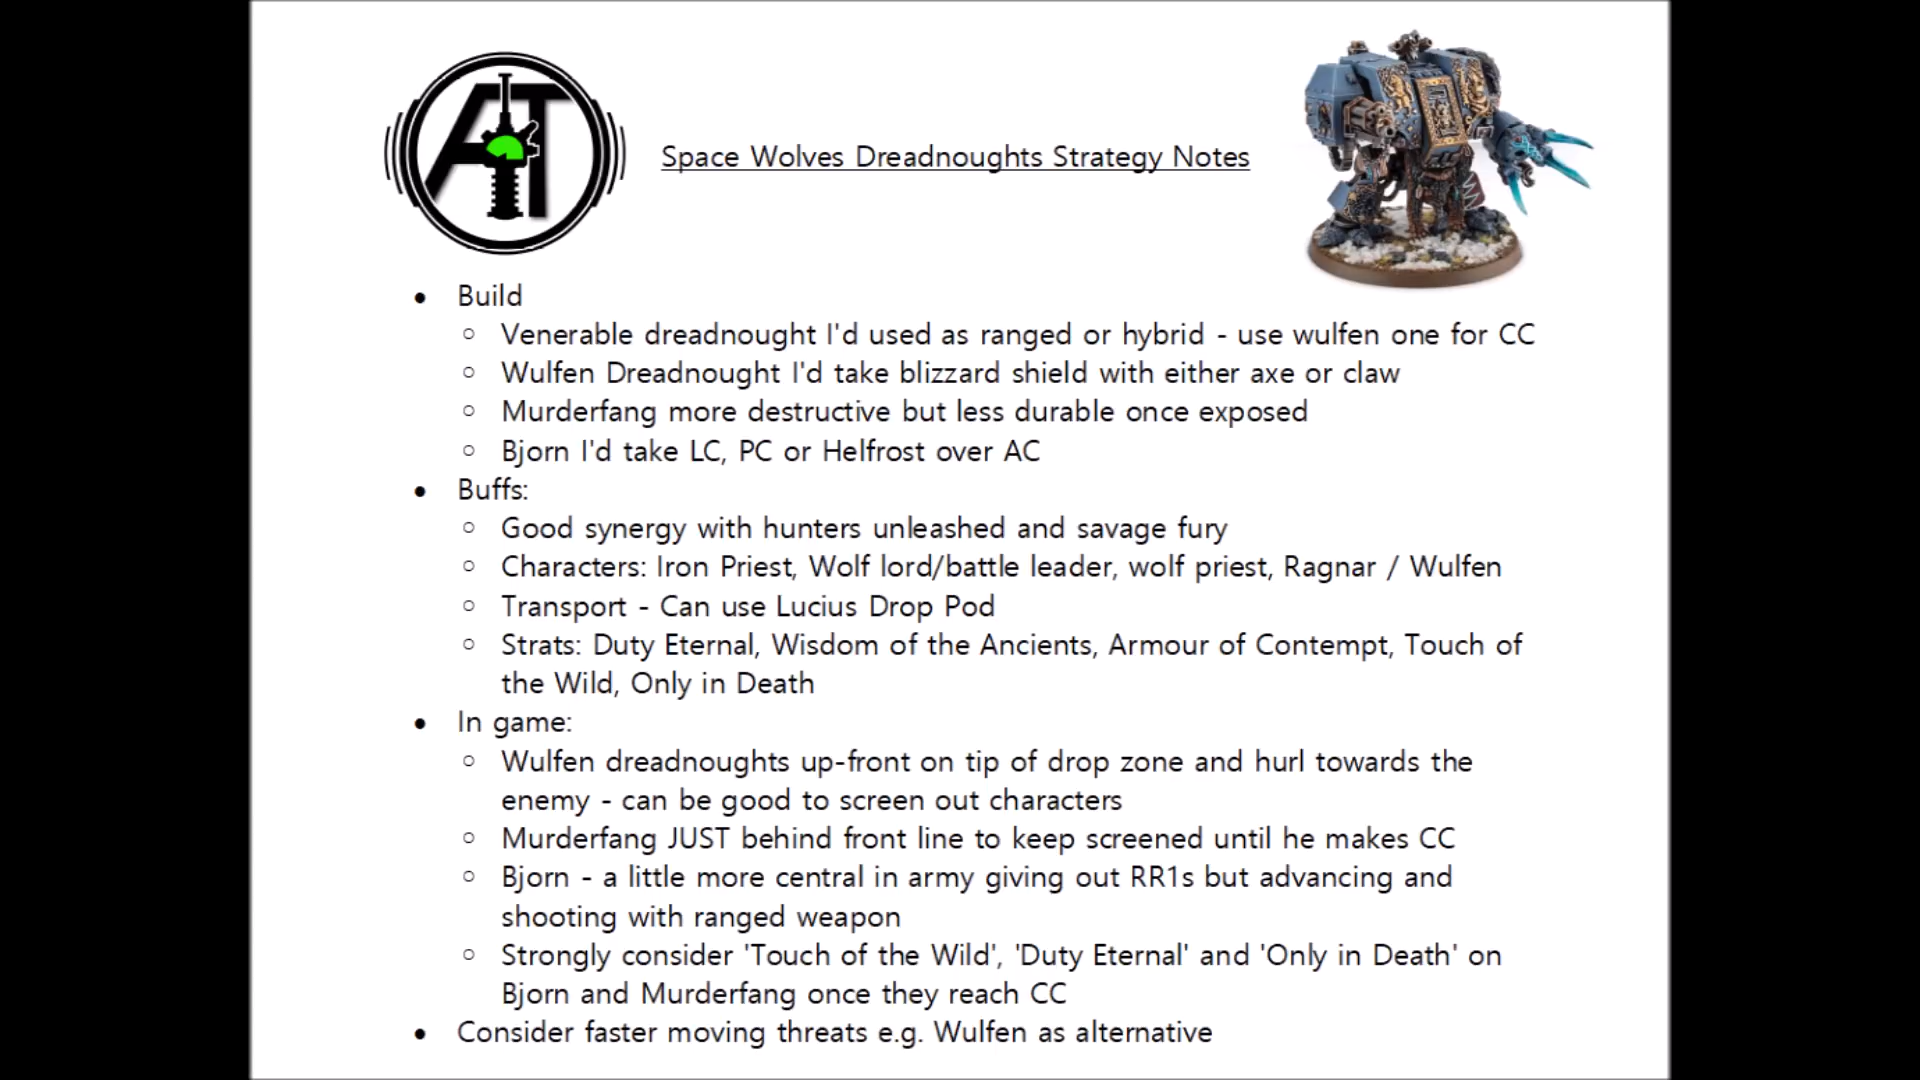 AT
Space Wolves Dreadnoughts Strategy Notes
• Build
○ Venerable dreadnought I'd used as ranged or hybrid - use wulfen one for CC
○ Wulfen Dreadnought I'd take blizzard shield with either axe or claw
○ Murderfang more destructive but less durable once exposed
○ Bjorn I'd take LC, PC or Helfrost over AC
• Buffs:
○ Good synergy with hunters unleashed and savage fury
○ Characters: Iron Priest, Wolf lord/battle leader, wolf priest, Ragnar / Wulfen
○ Transport - Can use Lucius Drop Pod
○ Strats: Duty Eternal, Wisdom of the Ancients, Armour of Contempt, Touch of
the Wild, Only in Death
• In game:
○ Wulfen dreadnoughts up-front on tip of drop zone and hurl towards the
enemy - can be good to screen out characters
○ Murderfang JUST behind front line to keep screened until he makes CC
○ Bjorn - a little more central in army giving out RR1s but advancing and
shooting with ranged weapon
○ Strongly consider 'Touch of the Wild', 'Duty Eternal' and 'Only in Death' on
Bjorn and Murderfang once they reach CC
• Consider faster moving threats e.g. Wulfen as alternative